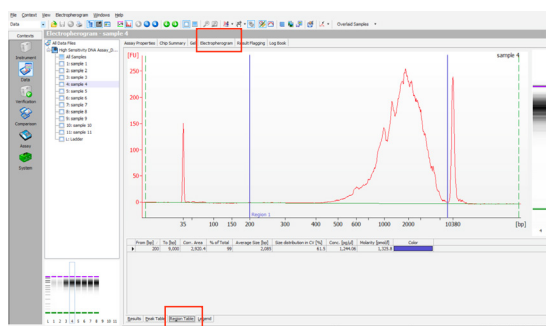 File Context View Electropherogram Windows Help
Data
Overlaid Samples
Contexts
Electropherogram - sample 4
Instrument
Data
Verification
Comparison
Assay
System
All Data Files
High Sensitivity DNA Assay_D...
All Samples
1: sample 1
2: sample 2
3: sample 3
4: sample 4
5: sample 5
6: sample 6
7: sample 7
8: sample 8
9: sample 9
10: sample 10
11: sample 11
L: Ladder
Assay Properties Chip Summary Gel Electropherogram Result Flagging Log Book
[FU]
sample 4
250
200
150
100
50
0
Region 1
35 100 150 200 300 400 500 600 1000 2000 10380 [bp]
From [bp] To [bp] Corr. Area % of Total Average Size [bp] Size distribution in CV [%] Conc. [pg/µl] Molarity [pmol/l] Color
200 9,000 2,920.4 98 2,085 61.5 1,244.06 1,325.8
Results Peak Table Region Table Legend
1 2 3 4 5 6 7 8 9 10 11